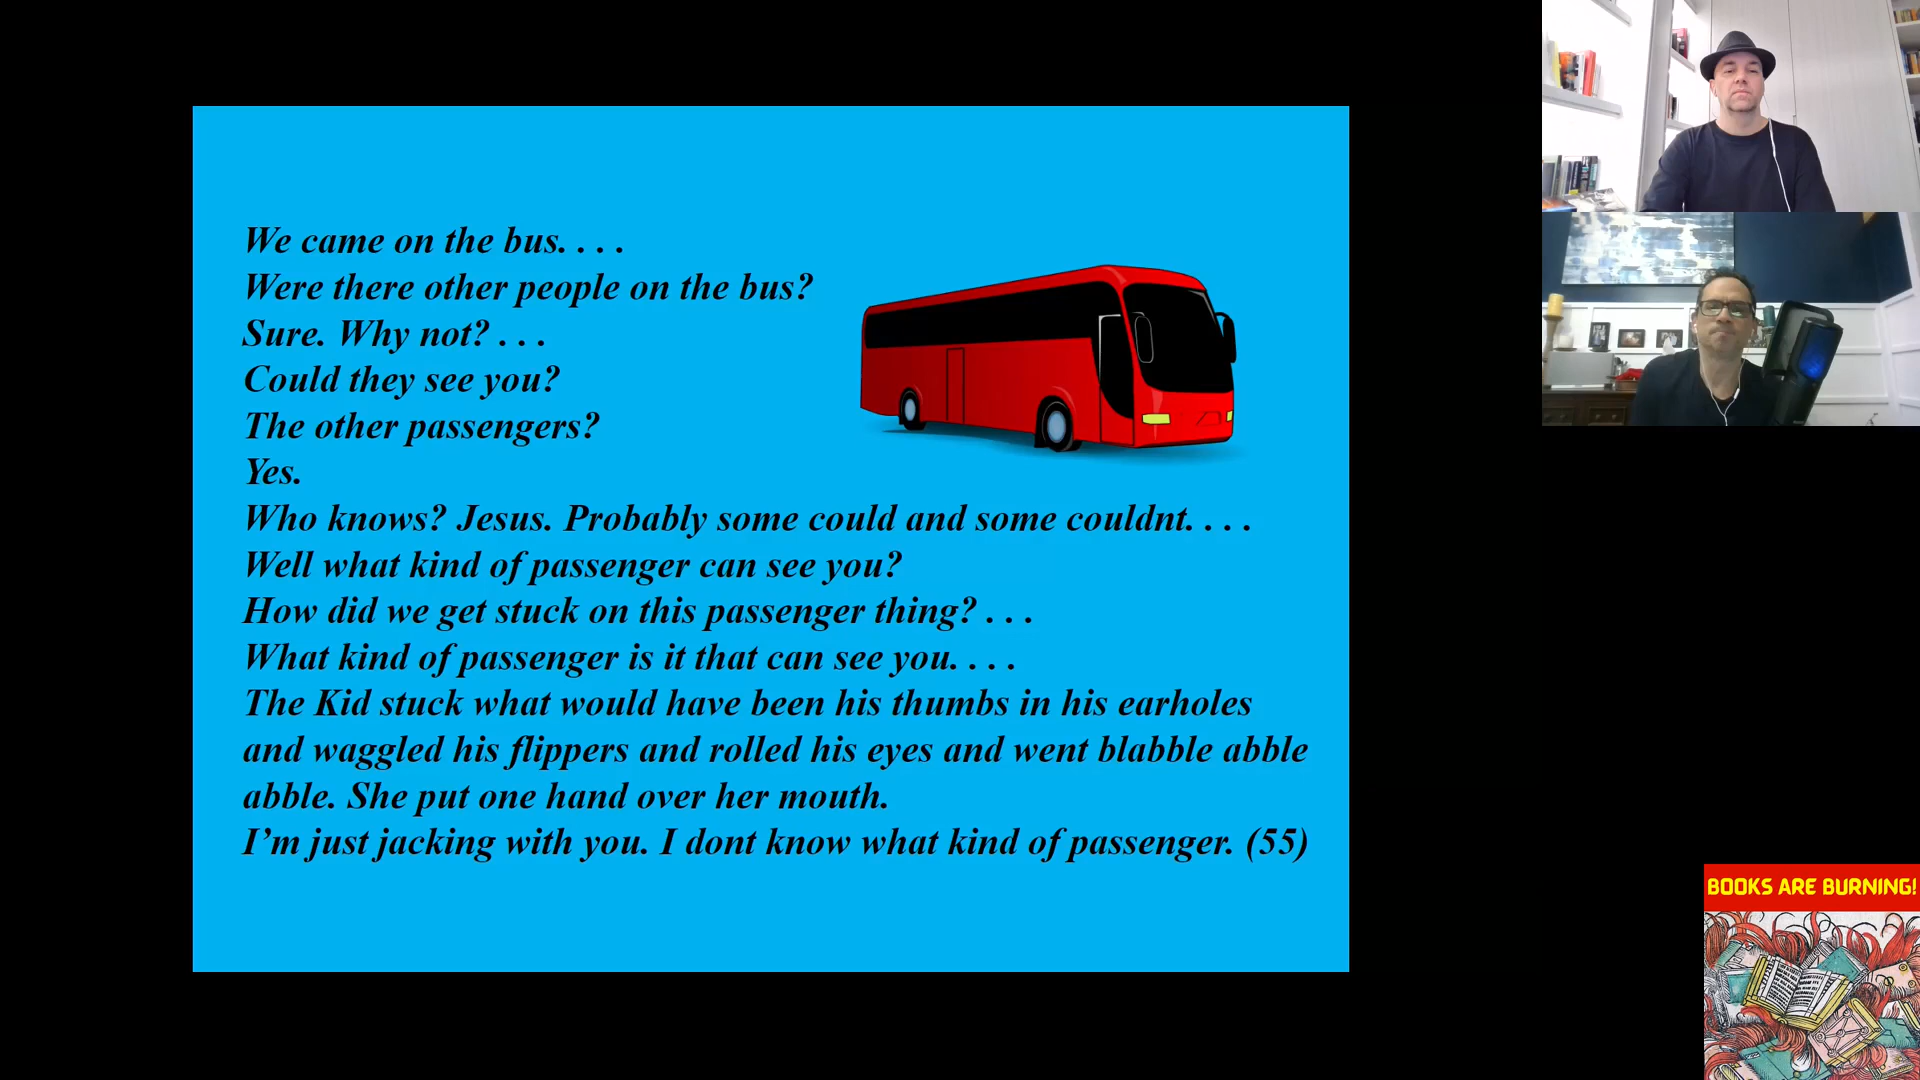 We came on the bus. . . .
Were there other people on the bus?
Sure. Why not? . . .
Could they see you?
The other passengers?
Yes.
Who knows? Jesus. Probably some could and some couldnt. . . .
Well what kind of passenger can see you?
How did we get stuck on this passenger thing? . . .
What kind of passenger is it that can see you. . . .
The Kid stuck what would have been his thumbs in his earholes
and waggled his flippers and rolled his eyes and went blabble abble
abble. She put one hand over her mouth.
I’m just jacking with you. I dont know what kind of passenger. (55)
BOOKS ARE BURNING!